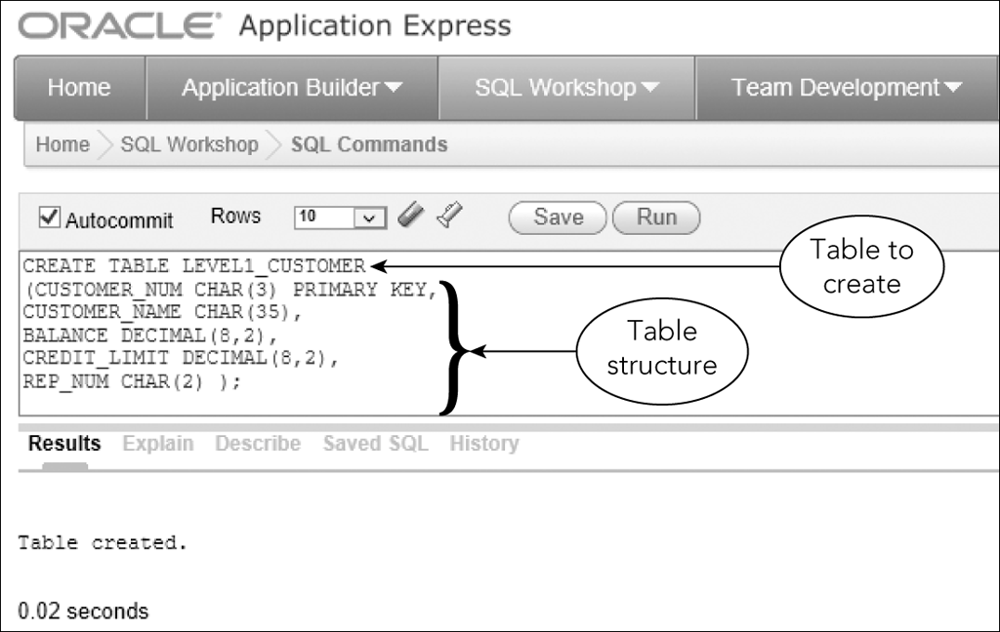 ORACLE® Application Express
Home Application Builder SQL Workshop Team Development
Home SQL Workshop SQL Commands
Autocommit Rows 10 Save Run
CREATE TABLE LEVEL1_CUSTOMER
(CUSTOMER_NUM CHAR(3) PRIMARY KEY,
CUSTOMER_NAME CHAR(35),
BALANCE DECIMAL(8,2),
CREDIT_LIMIT DECIMAL(8,2),
REP_NUM CHAR(2) );
Table to
create
Table
structure
Results Explain Describe Saved SQL History
Table created.
0.02 seconds